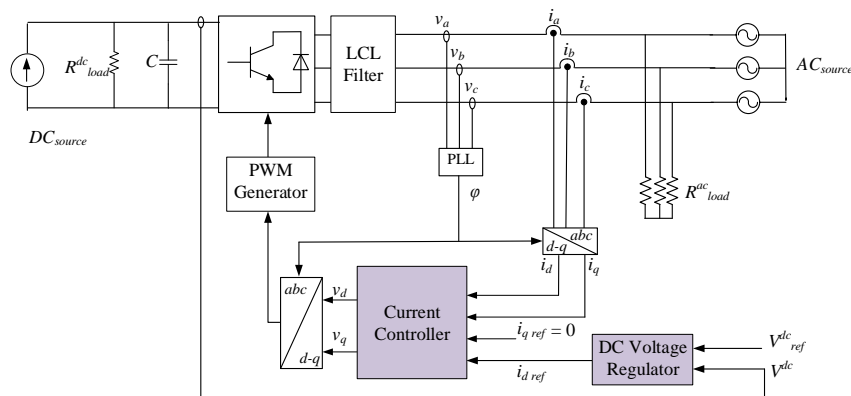 v_a
i_a
v_b
i_b
v_c
i_c
LCL
Filter
R^dc_load
C
AC_source
DC_source
PLL
PWM
Generator
φ
R^ac_load
abc
d-q
i_d
i_q
abc
d-q
v_d
v_q
Current
Controller
i_q ref = 0
i_d ref
DC Voltage
Regulator
V^dc_ref
V^dc